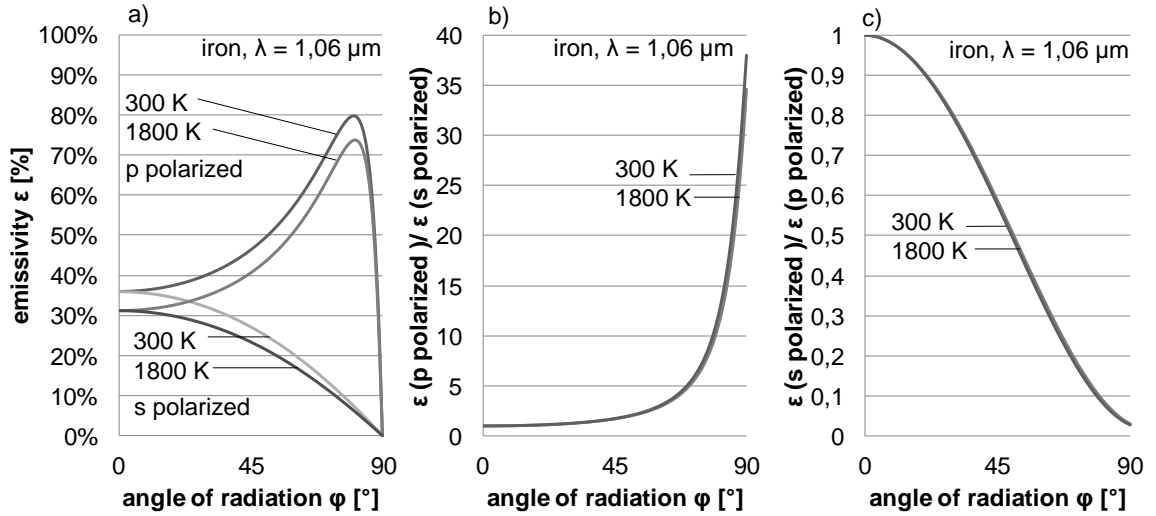 a)
iron, λ = 1,06 µm
100%
90%
80%
70%
60%
50%
40%
30%
20%
10%
0%
300 K
1800 K
p polarized
300 K
1800 K
s polarized
emissivity ε [%]
0
45
90
angle of radiation φ [°]
b)
iron, λ = 1,06 µm
40
35
30
25
20
15
10
5
0
300 K
1800 K
ε (p polarized )/ ε (s polarized)
0
45
90
angle of radiation φ [°]
c)
iron, λ = 1,06 µm
1
0,9
0,8
0,7
0,6
0,5
0,4
0,3
0,2
0,1
0
300 K
1800 K
ε (s polarized )/ ε (p polarized)
0
45
90
angle of radiation φ [°]